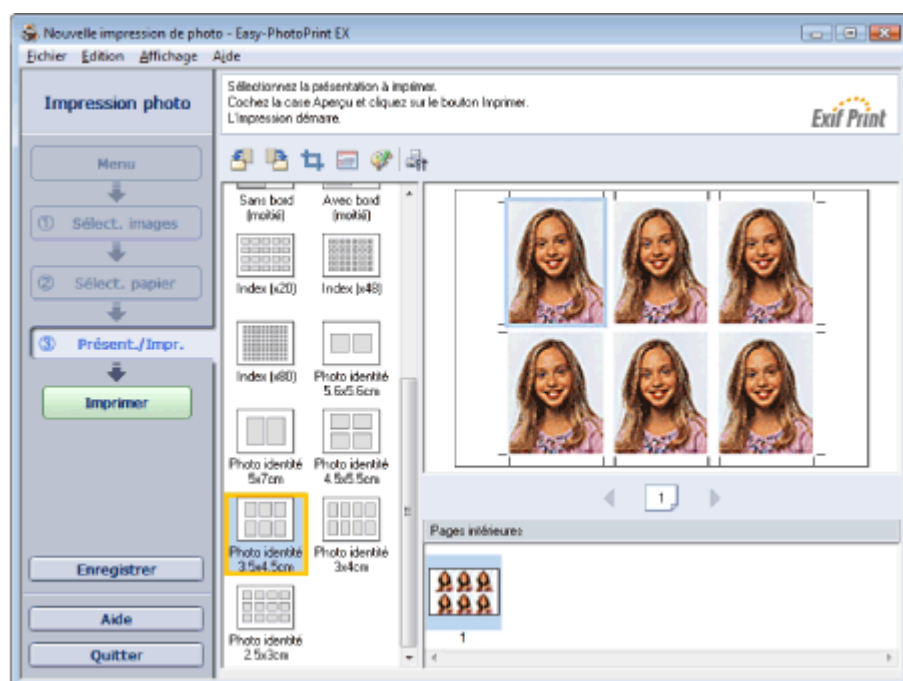 Nouvelle impression de photo - Easy-PhotoPrint EX
Fichier Edition Affichage Aide
Impression photo
Sélectionnez la présentation à imprimer.
Cochez la case Aperçu et cliquez sur le bouton Imprimer.
L'impression démarre.
Exif Print
Menu
① Sélect. images
② Sélect. papier
③ Présent./Impr.
Imprimer
Enregistrer
Aide
Quitter
Sans bord (moitié)
Avec bord (moitié)
Index (x20)
Index (x48)
Index (x80)
Photo identité 5.6x5.6cm
Photo identité 5x7cm
Photo identité 4.5x5.5cm
Photo identité 3.5x4.5cm
Photo identité 3x4cm
Photo identité 2.5x3cm
1
Pages intérieures
1